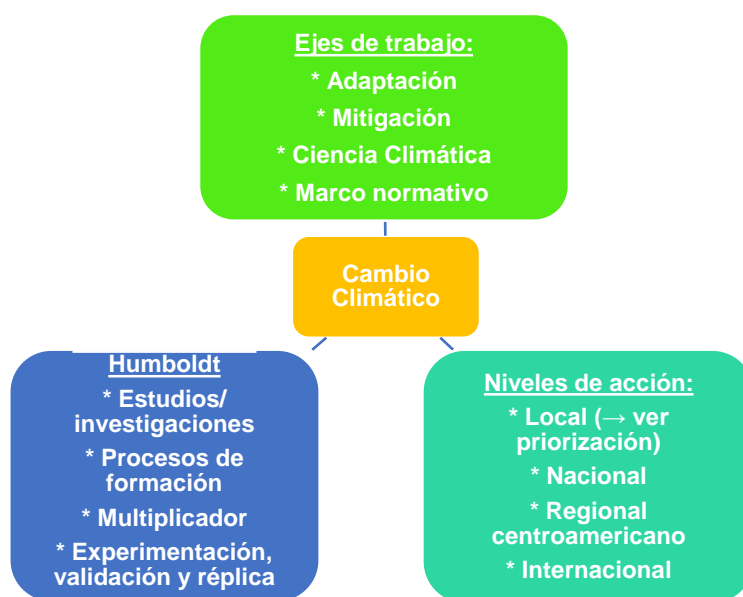 Ejes de trabajo:
* Adaptación
* Mitigación
* Ciencia Climática
* Marco normativo
Cambio
Climático
Humboldt
* Estudios/
investigaciones
* Procesos de
formación
* Multiplicador
* Experimentación,
validación y réplica
Niveles de acción:
* Local (→ ver
priorización)
* Nacional
* Regional
centroamericano
* Internacional